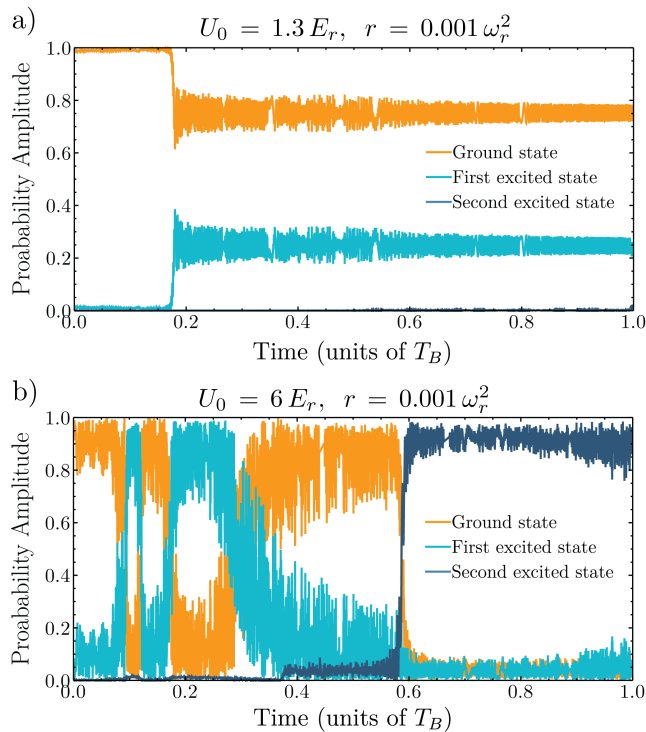 a)
U₀ = 1.3 Eᵣ, r = 0.001 ωᵣ²
Proabability Amplitude
1.0
0.8
0.6
0.4
0.2
0.0
Ground state
First excited state
Second excited state
0.0 0.2 0.4 0.6 0.8 1.0
Time (units of T_B)
b)
U₀ = 6 Eᵣ, r = 0.001 ωᵣ²
Proabability Amplitude
1.0
0.8
0.6
0.4
0.2
0.0
Ground state
First excited state
Second excited state
0.0 0.2 0.4 0.6 0.8 1.0
Time (units of T_B)